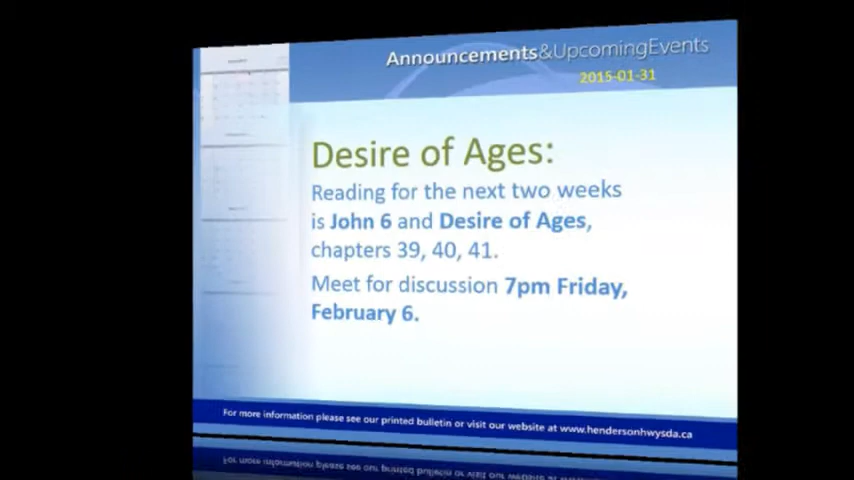 Announcements&UpcomingEvents
2015-01-31
Desire of Ages:
Reading for the next two weeks
is John 6 and Desire of Ages,
chapters 39, 40, 41.
Meet for discussion 7pm Friday,
February 6.
For more information please see our printed bulletin or visit our website at www.hendersonhwysda.ca